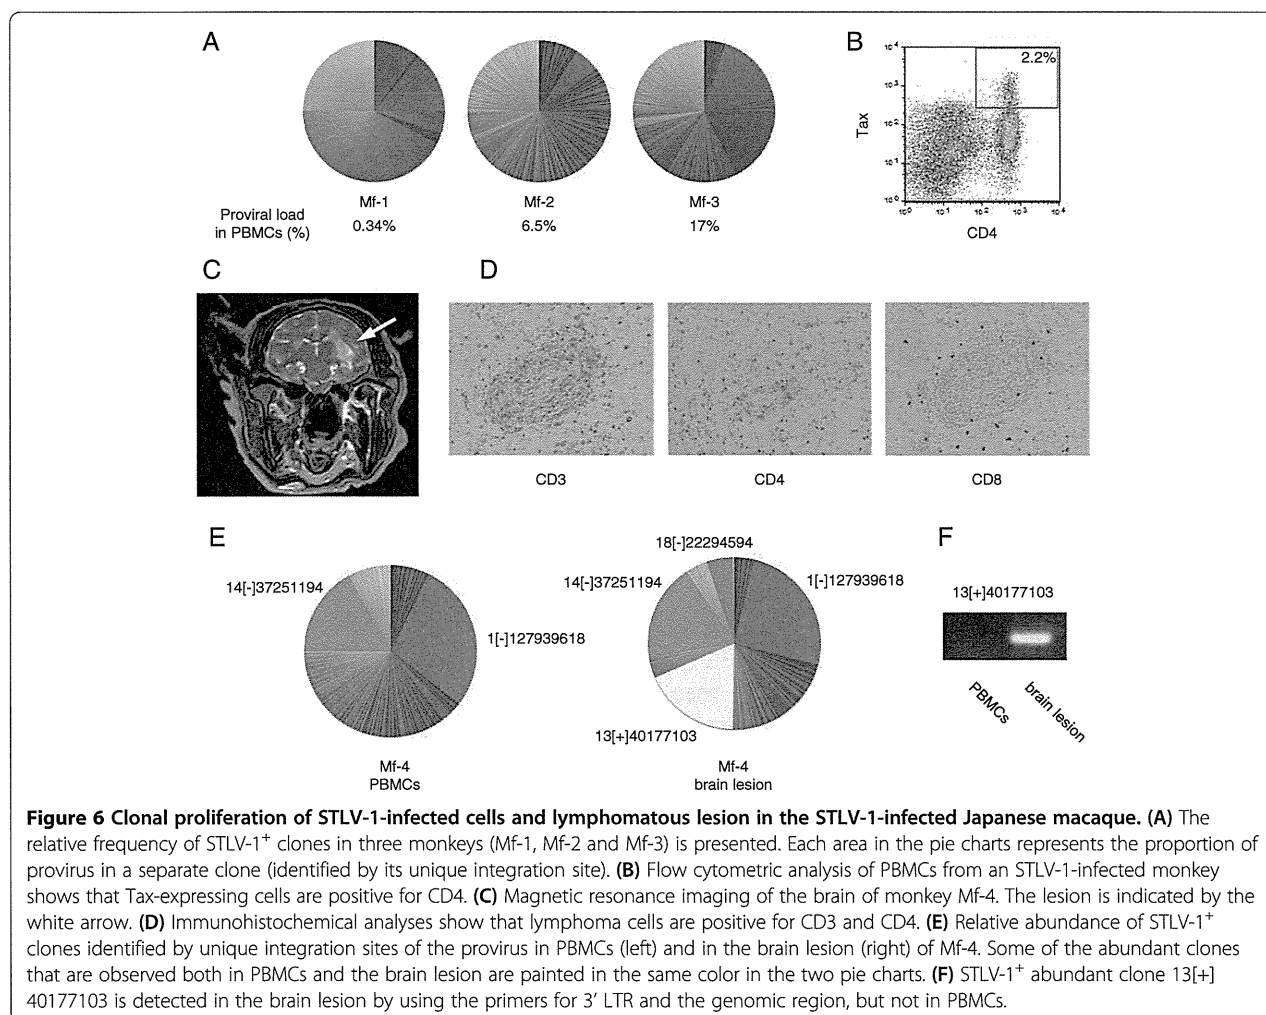 A
B
Mf-1
Mf-2
Mf-3
Proviral load
in PBMCs (%)
0.34%
6.5%
17%
2.2%
Tax
10⁴
10³
10²
10¹
10⁰
10⁰ 10¹ 10² 10³ 10⁴
CD4
C
D
CD3
CD4
CD8
E
14[-]37251194
1[-]127939618
Mf-4
PBMCs
18[-]22294594
14[-]37251194
1[-]127939618
13[+]40177103
Mf-4
brain lesion
F
13[+]40177103
PBMCs
brain lesion
Figure 6 Clonal proliferation of STLV-1-infected cells and lymphomatous lesion in the STLV-1-infected Japanese macaque. (A) The
relative frequency of STLV-1⁺ clones in three monkeys (Mf-1, Mf-2 and Mf-3) is presented. Each area in the pie charts represents the proportion of
provirus in a separate clone (identified by its unique integration site). (B) Flow cytometric analysis of PBMCs from an STLV-1-infected monkey
shows that Tax-expressing cells are positive for CD4. (C) Magnetic resonance imaging of the brain of monkey Mf-4. The lesion is indicated by the
white arrow. (D) Immunohistochemical analyses show that lymphoma cells are positive for CD3 and CD4. (E) Relative abundance of STLV-1⁺
clones identified by unique integration sites of the provirus in PBMCs (left) and in the brain lesion (right) of Mf-4. Some of the abundant clones
that are observed both in PBMCs and the brain lesion are painted in the same color in the two pie charts. (F) STLV-1⁺ abundant clone 13[+]
40177103 is detected in the brain lesion by using the primers for 3′ LTR and the genomic region, but not in PBMCs.